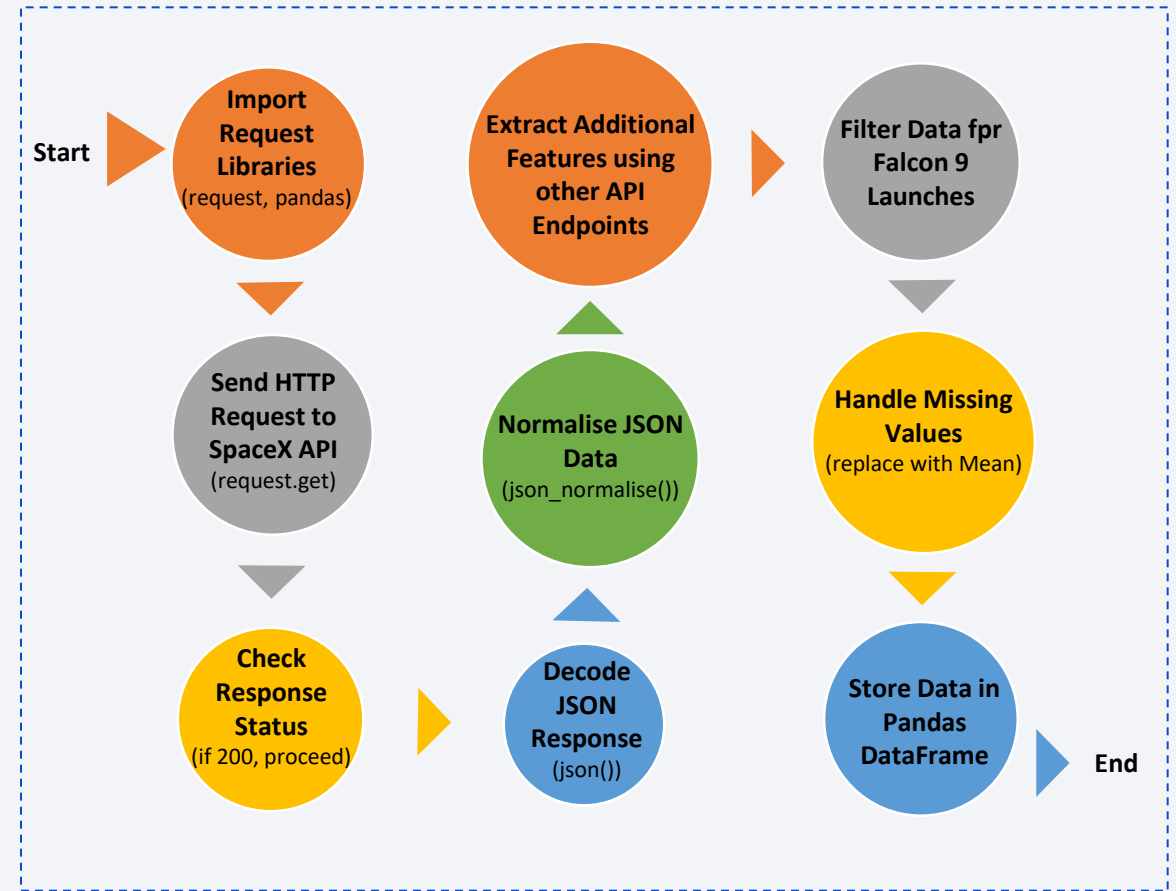 Start
Import
Request
Libraries
(request, pandas)
Send HTTP
Request to
SpaceX API
(request.get)
Check
Response
Status
(if 200, proceed)
Decode
JSON
Response
(json())
Normalise JSON
Data
(json_normalise())
Extract Additional
Features using
other API
Endpoints
Filter Data fpr
Falcon 9
Launches
Handle Missing
Values
(replace with Mean)
Store Data in
Pandas
DataFrame
End